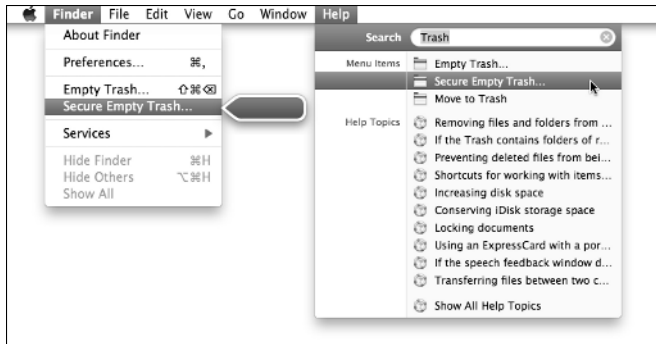 Finder File Edit View Go Window Help
About Finder
Preferences... ⌘,
Empty Trash... ⇧⌘⌫
Secure Empty Trash...
Services ▶
Hide Finder ⌘H
Hide Others ⌥⌘H
Show All
Search Trash
Menu Items Empty Trash...
Secure Empty Trash...
Move to Trash
Help Topics Removing files and folders from ...
If the Trash contains folders of r...
Preventing deleted files from bei...
Shortcuts for working with items...
Increasing disk space
Conserving iDisk storage space
Locking documents
Using an ExpressCard with a por...
If the speech feedback window d...
Transferring files between two c...
Show All Help Topics